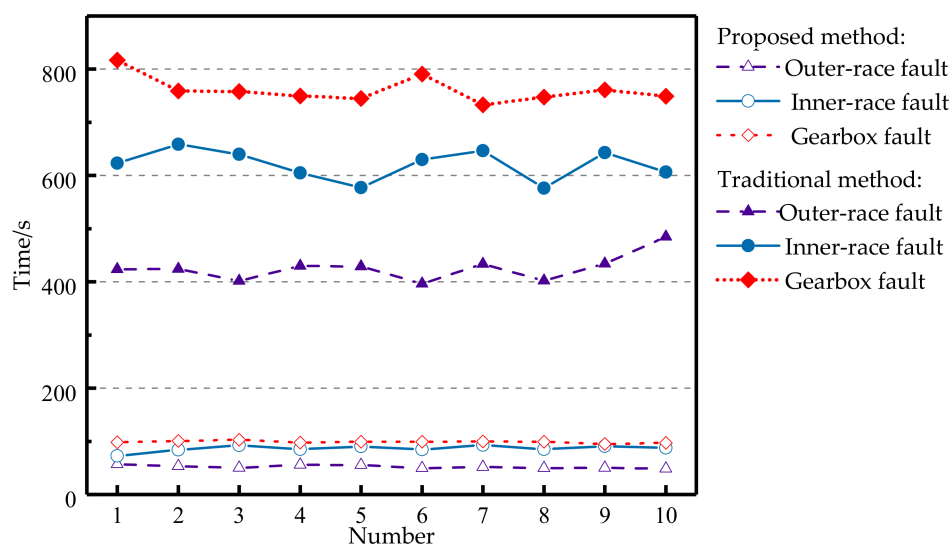 800
600
400
200
0
Time/s
1 2 3 4 5 6 7 8 9 10
Number
Proposed method:
Outer-race fault
Inner-race fault
Gearbox fault
Traditional method:
Outer-race fault
Inner-race fault
Gearbox fault